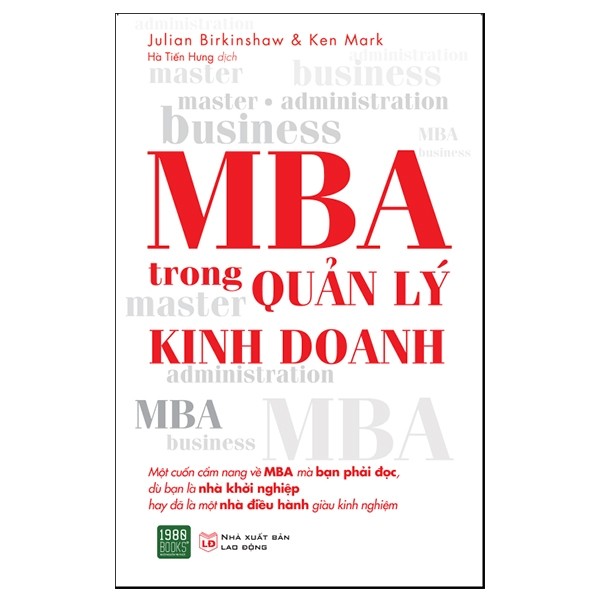 administration
Julian Birkinshaw & Ken Mark
Hà Tiến Hưng dịch
administration
master
business
master • administration
business
MBA
business
MBA
trong QUẢN LÝ
master
KINH DOANH
administration
MBA
MBA
business
Một cuốn cẩm nang về MBA mà bạn phải đọc,
dù bạn là nhà khởi nghiệp
hay đã là một nhà điều hành giàu kinh nghiệm
1980
BOOKS
LĐ
NHÀ XUẤT BẢN
LAO ĐỘNG